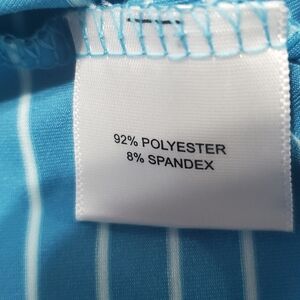 92% POLYESTER
8% SPANDEX